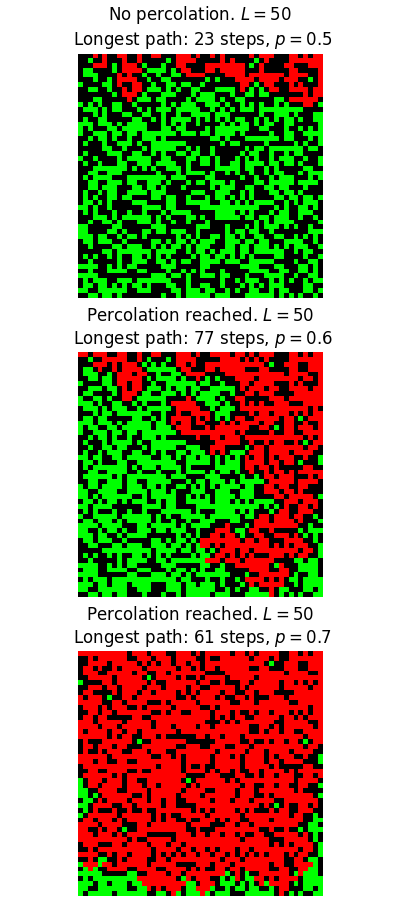 No percolation. L = 50
Longest path: 23 steps, p = 0.5
Percolation reached. L = 50
Longest path: 77 steps, p = 0.6
Percolation reached. L = 50
Longest path: 61 steps, p = 0.7